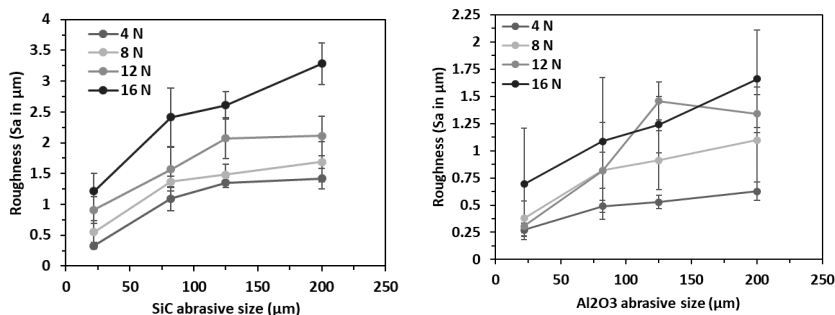 4
3.5
3
2.5
2
1.5
1
0.5
0
0 50 100 150 200 250
Roughness (Sa in µm)
SiC abrasive size (µm)
4 N
8 N
12 N
16 N
2.25
2
1.75
1.5
1.25
1
0.75
0.5
0.25
0
0 50 100 150 200 250
Roughness (Sa in µm)
Al2O3 abrasive size (µm)
4 N
8 N
12 N
16 N